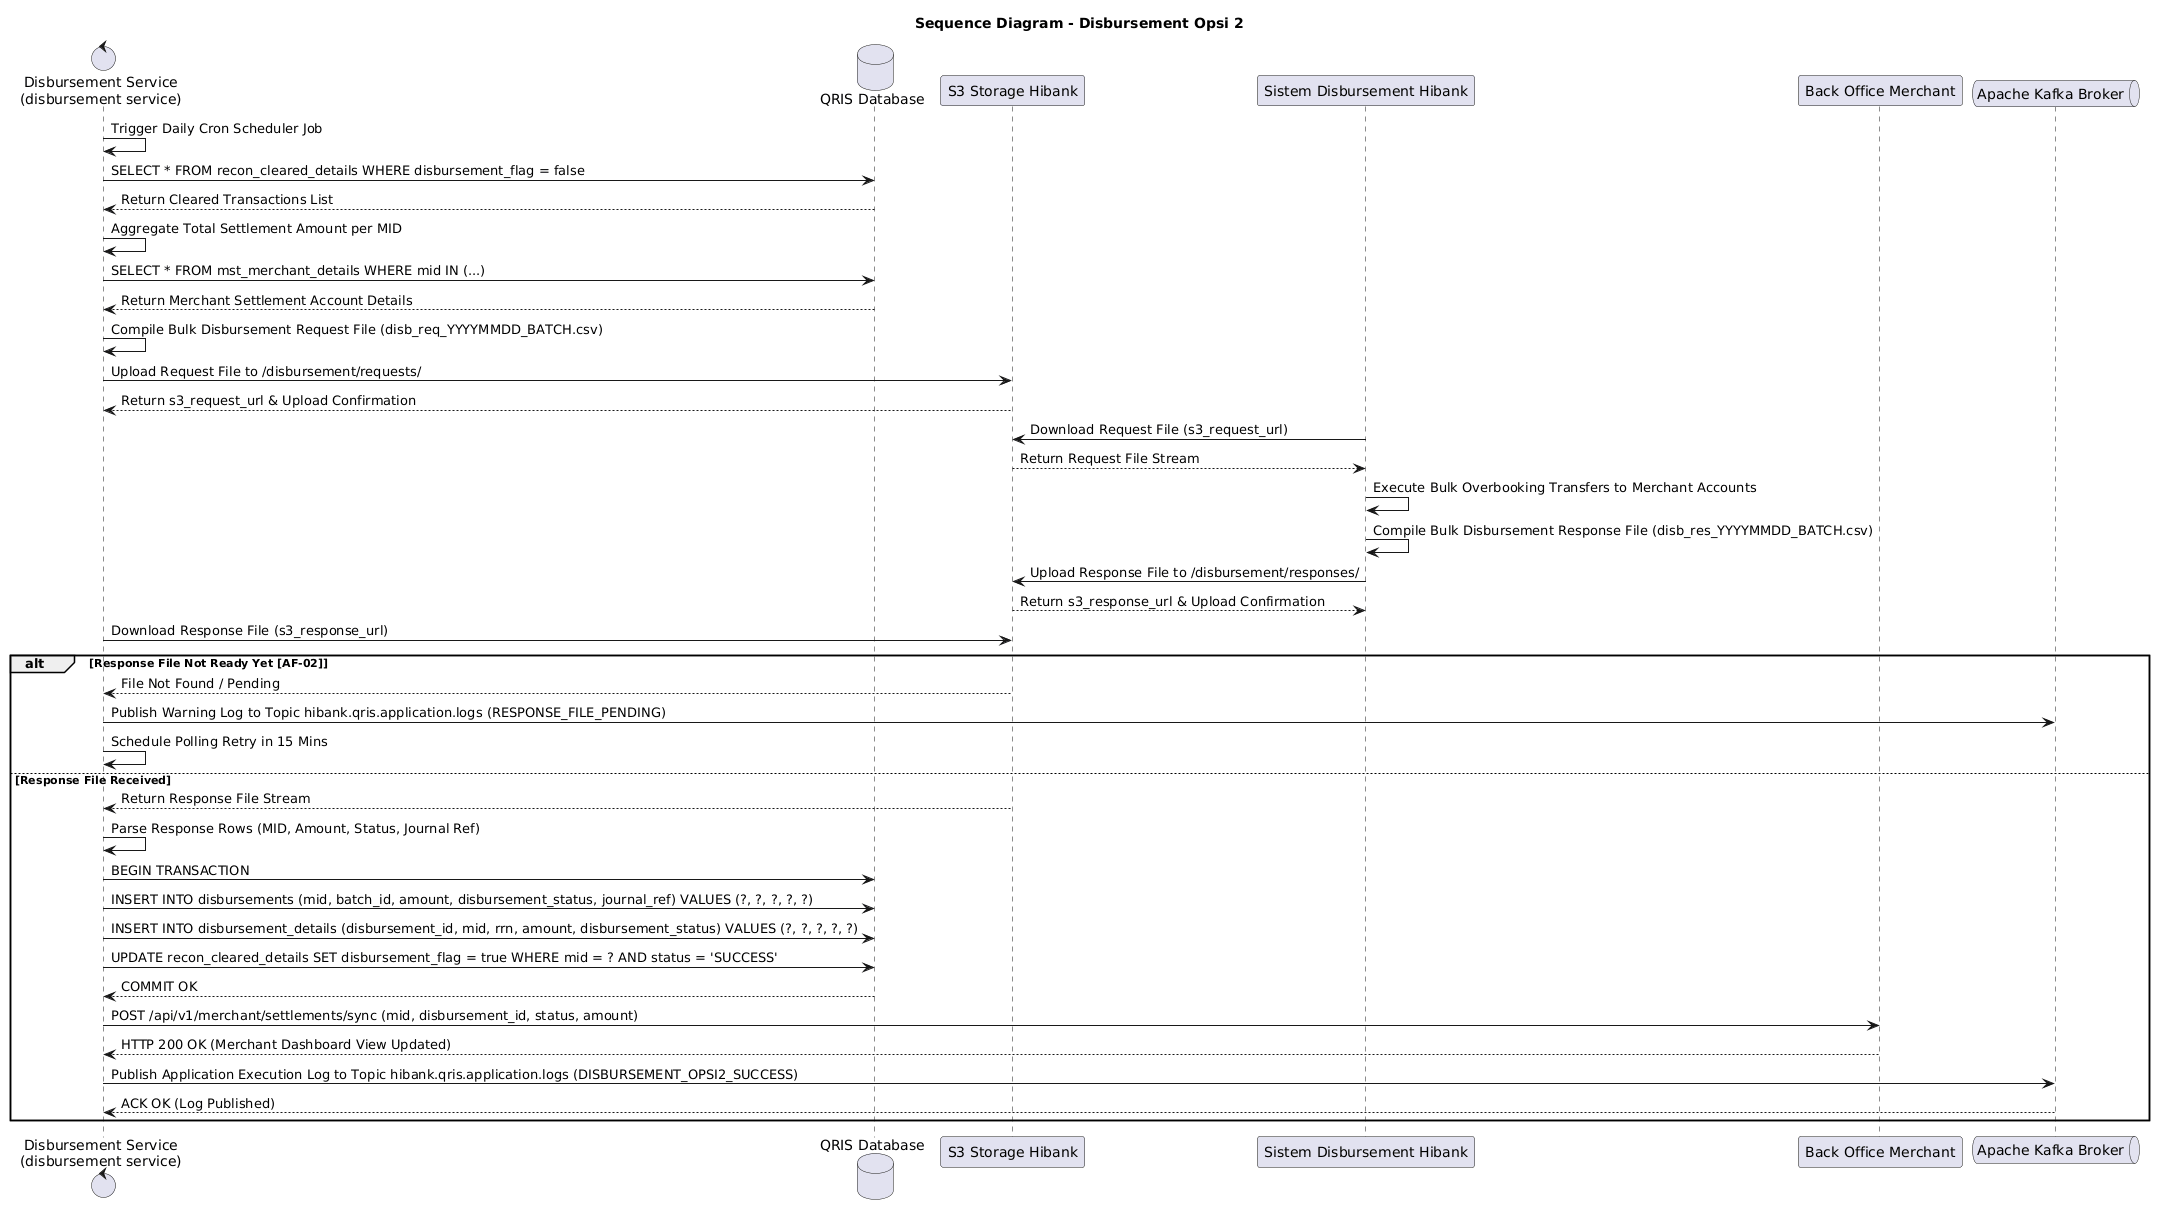 Sequence Diagram - Disbursement Opsi 2
Disbursement Service
(disbursement service)
QRIS Database
S3 Storage Hibank
Sistem Disbursement Hibank
Back Office Merchant
Apache Kafka Broker
Trigger Daily Cron Scheduler Job
SELECT * FROM recon_cleared_details WHERE disbursement_flag = false
Return Cleared Transactions List
Aggregate Total Settlement Amount per MID
SELECT * FROM mst_merchant_details WHERE mid IN (...)
Return Merchant Settlement Account Details
Compile Bulk Disbursement Request File (disb_req_YYYYMMDD_BATCH.csv)
Upload Request File to /disbursement/requests/
Return s3_request_url & Upload Confirmation
Download Request File (s3_request_url)
Return Request File Stream
Execute Bulk Overbooking Transfers to Merchant Accounts
Compile Bulk Disbursement Response File (disb_res_YYYYMMDD_BATCH.csv)
Upload Response File to /disbursement/responses/
Return s3_response_url & Upload Confirmation
Download Response File (s3_response_url)
alt [Response File Not Ready Yet [AF-02]]
File Not Found / Pending
Publish Warning Log to Topic hibank.qris.application.logs (RESPONSE_FILE_PENDING)
Schedule Polling Retry in 15 Mins
[Response File Received]
Return Response File Stream
Parse Response Rows (MID, Amount, Status, Journal Ref)
BEGIN TRANSACTION
INSERT INTO disbursements (mid, batch_id, amount, disbursement_status, journal_ref) VALUES (?, ?, ?, ?, ?)
INSERT INTO disbursement_details (disbursement_id, mid, rrn, amount, disbursement_status) VALUES (?, ?, ?, ?, ?)
UPDATE recon_cleared_details SET disbursement_flag = true WHERE mid = ? AND status = 'SUCCESS'
COMMIT OK
POST /api/v1/merchant/settlements/sync (mid, disbursement_id, status, amount)
HTTP 200 OK (Merchant Dashboard View Updated)
Publish Application Execution Log to Topic hibank.qris.application.logs (DISBURSEMENT_OPSI2_SUCCESS)
ACK OK (Log Published)
Disbursement Service
(disbursement service)
QRIS Database
S3 Storage Hibank
Sistem Disbursement Hibank
Back Office Merchant
Apache Kafka Broker